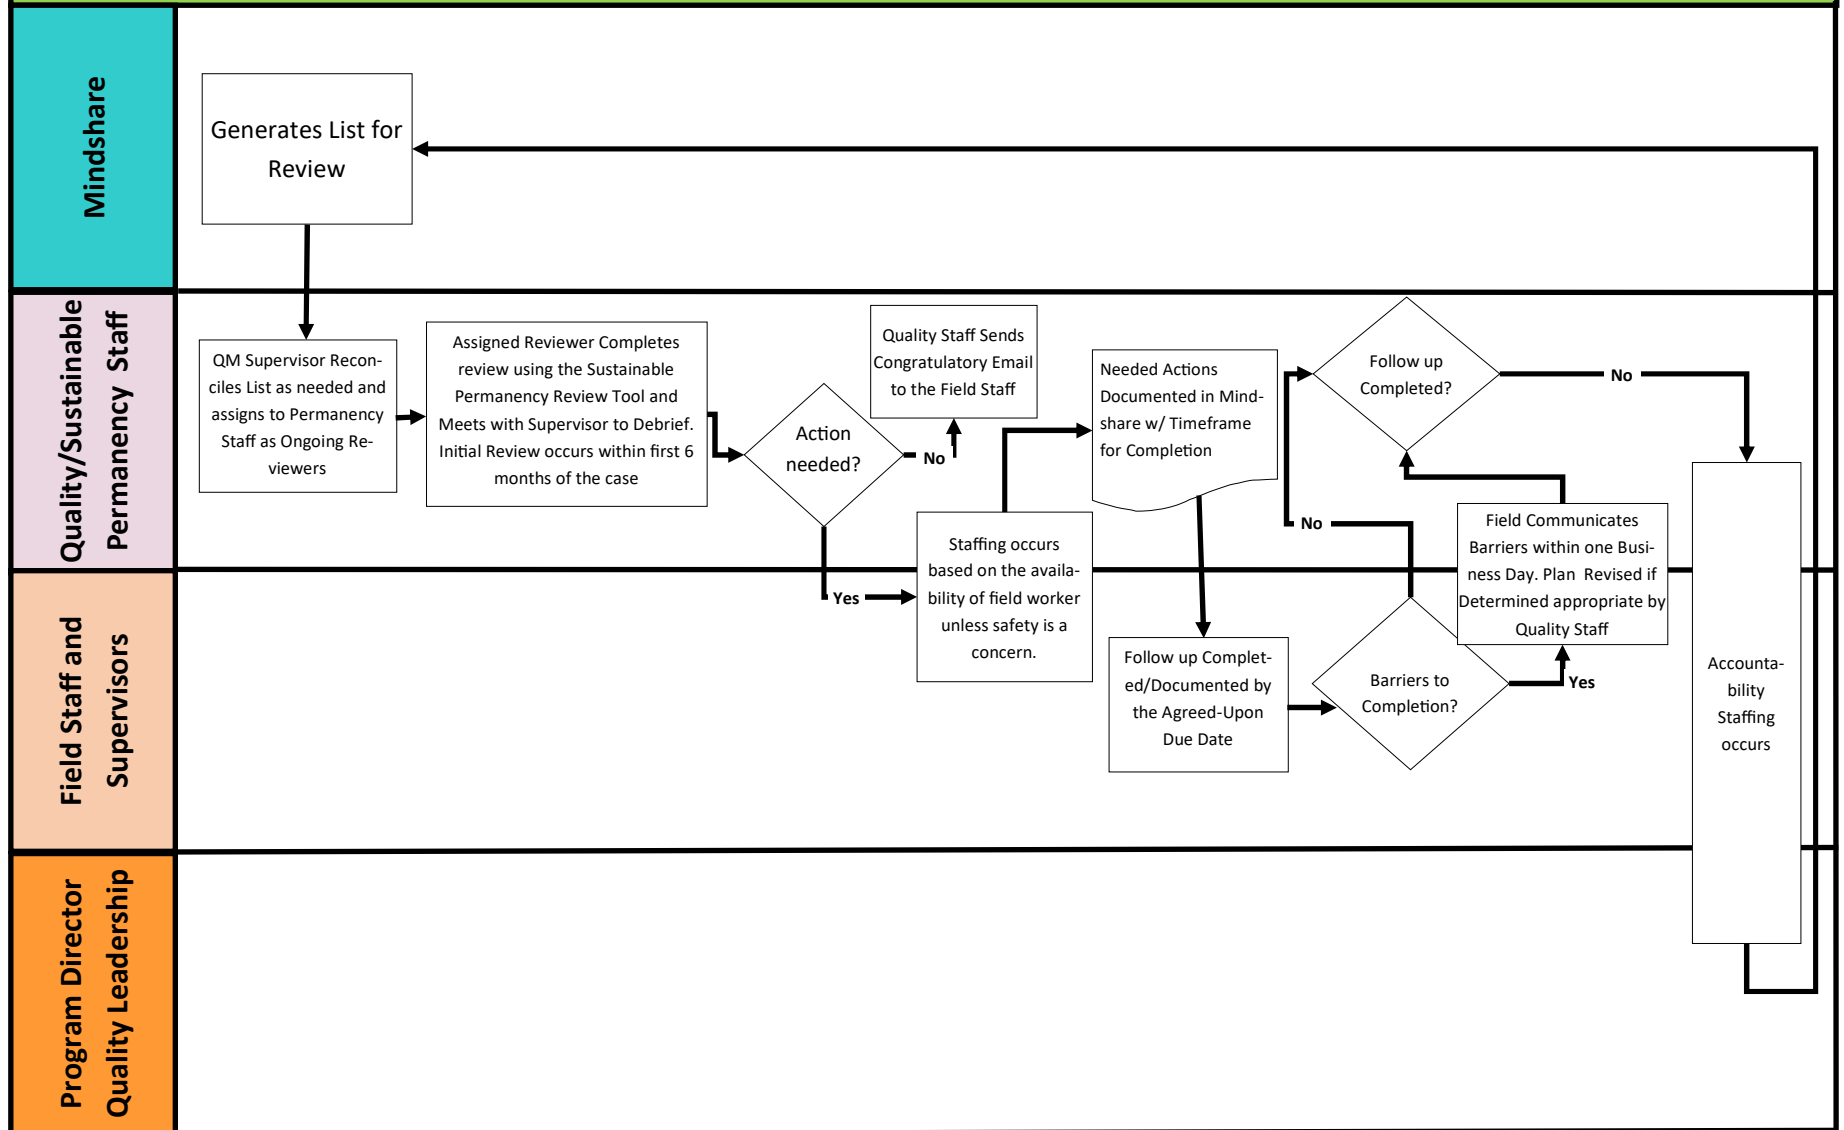 Mindshare
Generates List for
Review
Quality/Sustainable
Permanency Staff
QM Supervisor Recon-
ciles List as needed and
assigns to Permanency
Staff as Ongoing Re-
viewers
Assigned Reviewer Completes
review using the Sustainable
Permanency Review Tool and
Meets with Supervisor to Debrief.
Initial Review occurs within first 6
months of the case
Action
needed?
No
Quality Staff Sends
Congratulatory Email
to the Field Staff
Yes
Staffing occurs
based on the availa-
bility of field worker
unless safety is a
concern.
Needed Actions
Documented in Mind-
share w/ Timeframe
for Completion
Follow up
Completed?
No
No
Field Communicates
Barriers within one Busi-
ness Day. Plan Revised if
Determined appropriate by
Quality Staff
Field Staff and
Supervisors
Follow up Complet-
ed/Documented by
the Agreed-Upon
Due Date
Barriers to
Completion?
Yes
Accounta-
bility
Staffing
occurs
Program Director
Quality Leadership